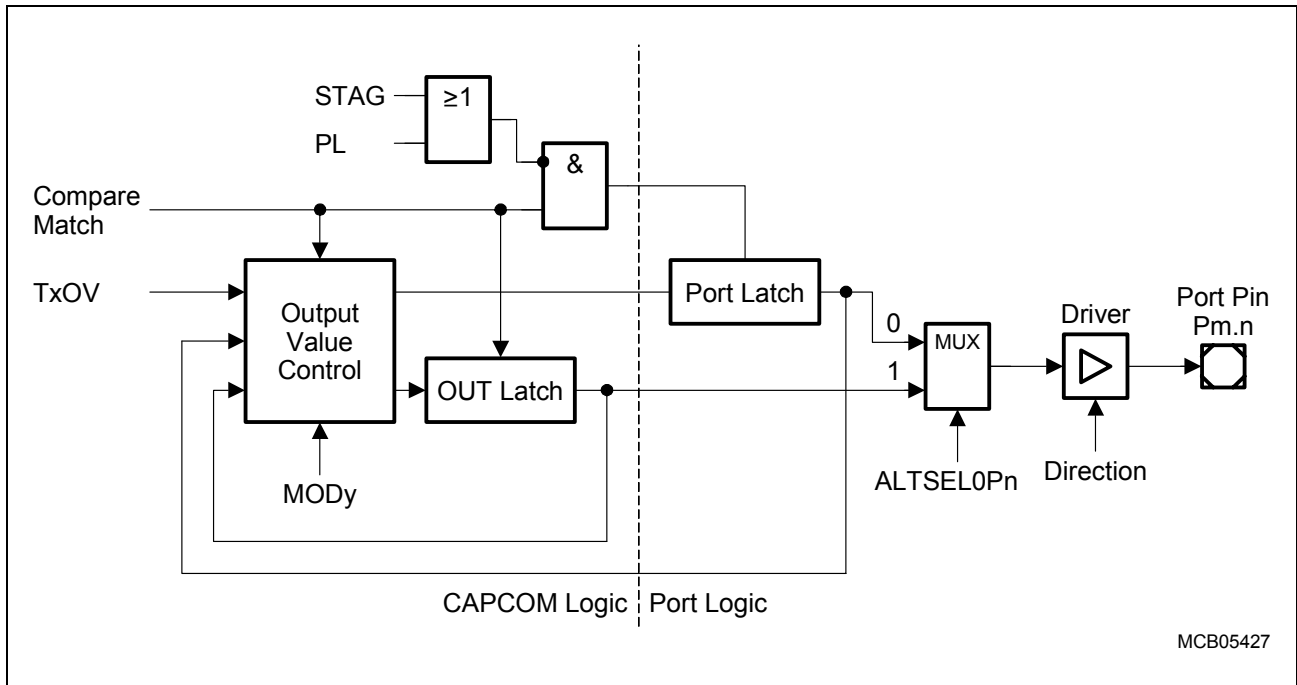 STAG
≥1
PL
&
Compare
Match
TxOV
Output
Value
Control
Port Latch
OUT Latch
MODy
0
1
MUX
ALTSEL0Pn
Driver
Direction
Port Pin
Pm.n
CAPCOM Logic
Port Logic
MCB05427